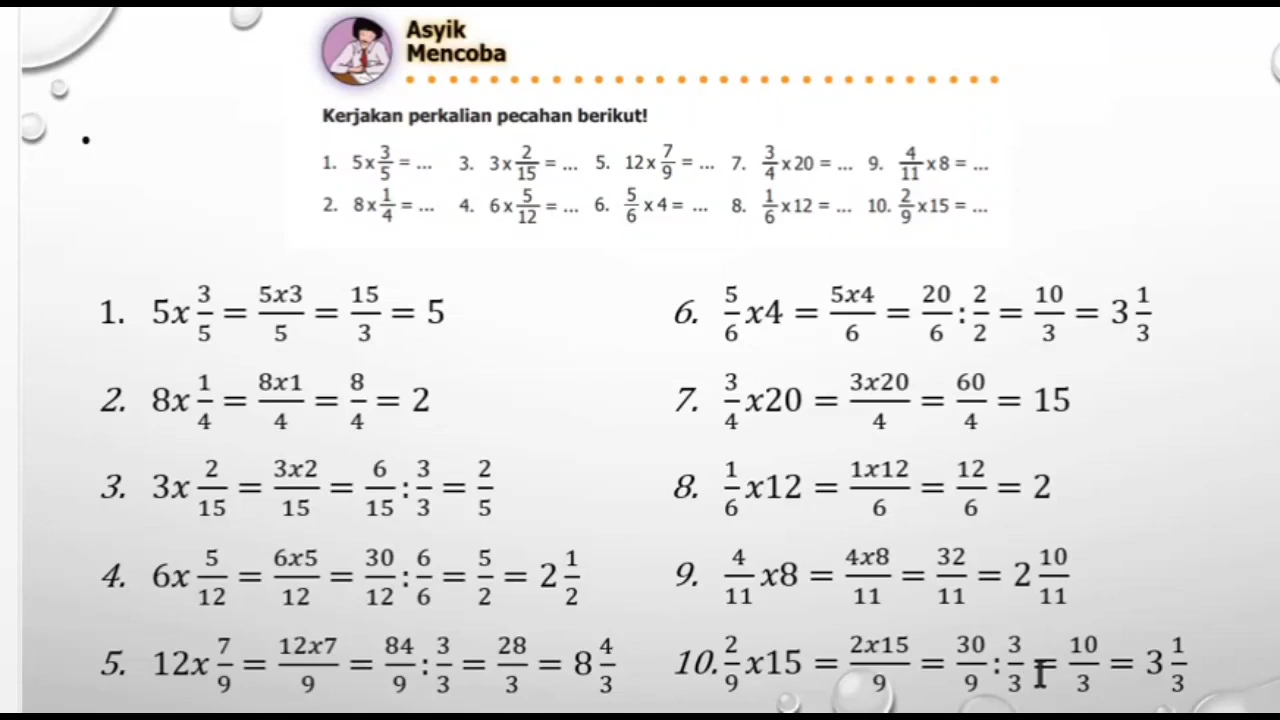 Asyik
Mencoba
Kerjakan perkalian pecahan berikut!
1. 5 x 3/5 = ... 3. 3 x 2/15 = ... 5. 12 x 7/9 = ... 7. 3/4 x 20 = ... 9. 4/11 x 8 = ...
2. 8 x 1/4 = ... 4. 6 x 5/12 = ... 6. 5/6 x 4 = ... 8. 1/6 x 12 = ... 10. 2/9 x 15 = ...
1. 5x 3/5 = 5x3/5 = 15/3 = 5
2. 8x 1/4 = 8x1/4 = 8/4 = 2
3. 3x 2/15 = 3x2/15 = 6/15 : 3/3 = 2/5
4. 6x 5/12 = 6x5/12 = 30/12 : 6/6 = 5/2 = 2 1/2
5. 12x 7/9 = 12x7/9 = 84/9 : 3/3 = 28/3 = 8 4/3
6. 5/6 x4 = 5x4/6 = 20/6 : 2/2 = 10/3 = 3 1/3
7. 3/4 x20 = 3x20/4 = 60/4 = 15
8. 1/6 x12 = 1x12/6 = 12/6 = 2
9. 4/11 x8 = 4x8/11 = 32/11 = 2 10/11
10. 2/9 x15 = 2x15/9 = 30/9 : 3/3 = 10/3 = 3 1/3